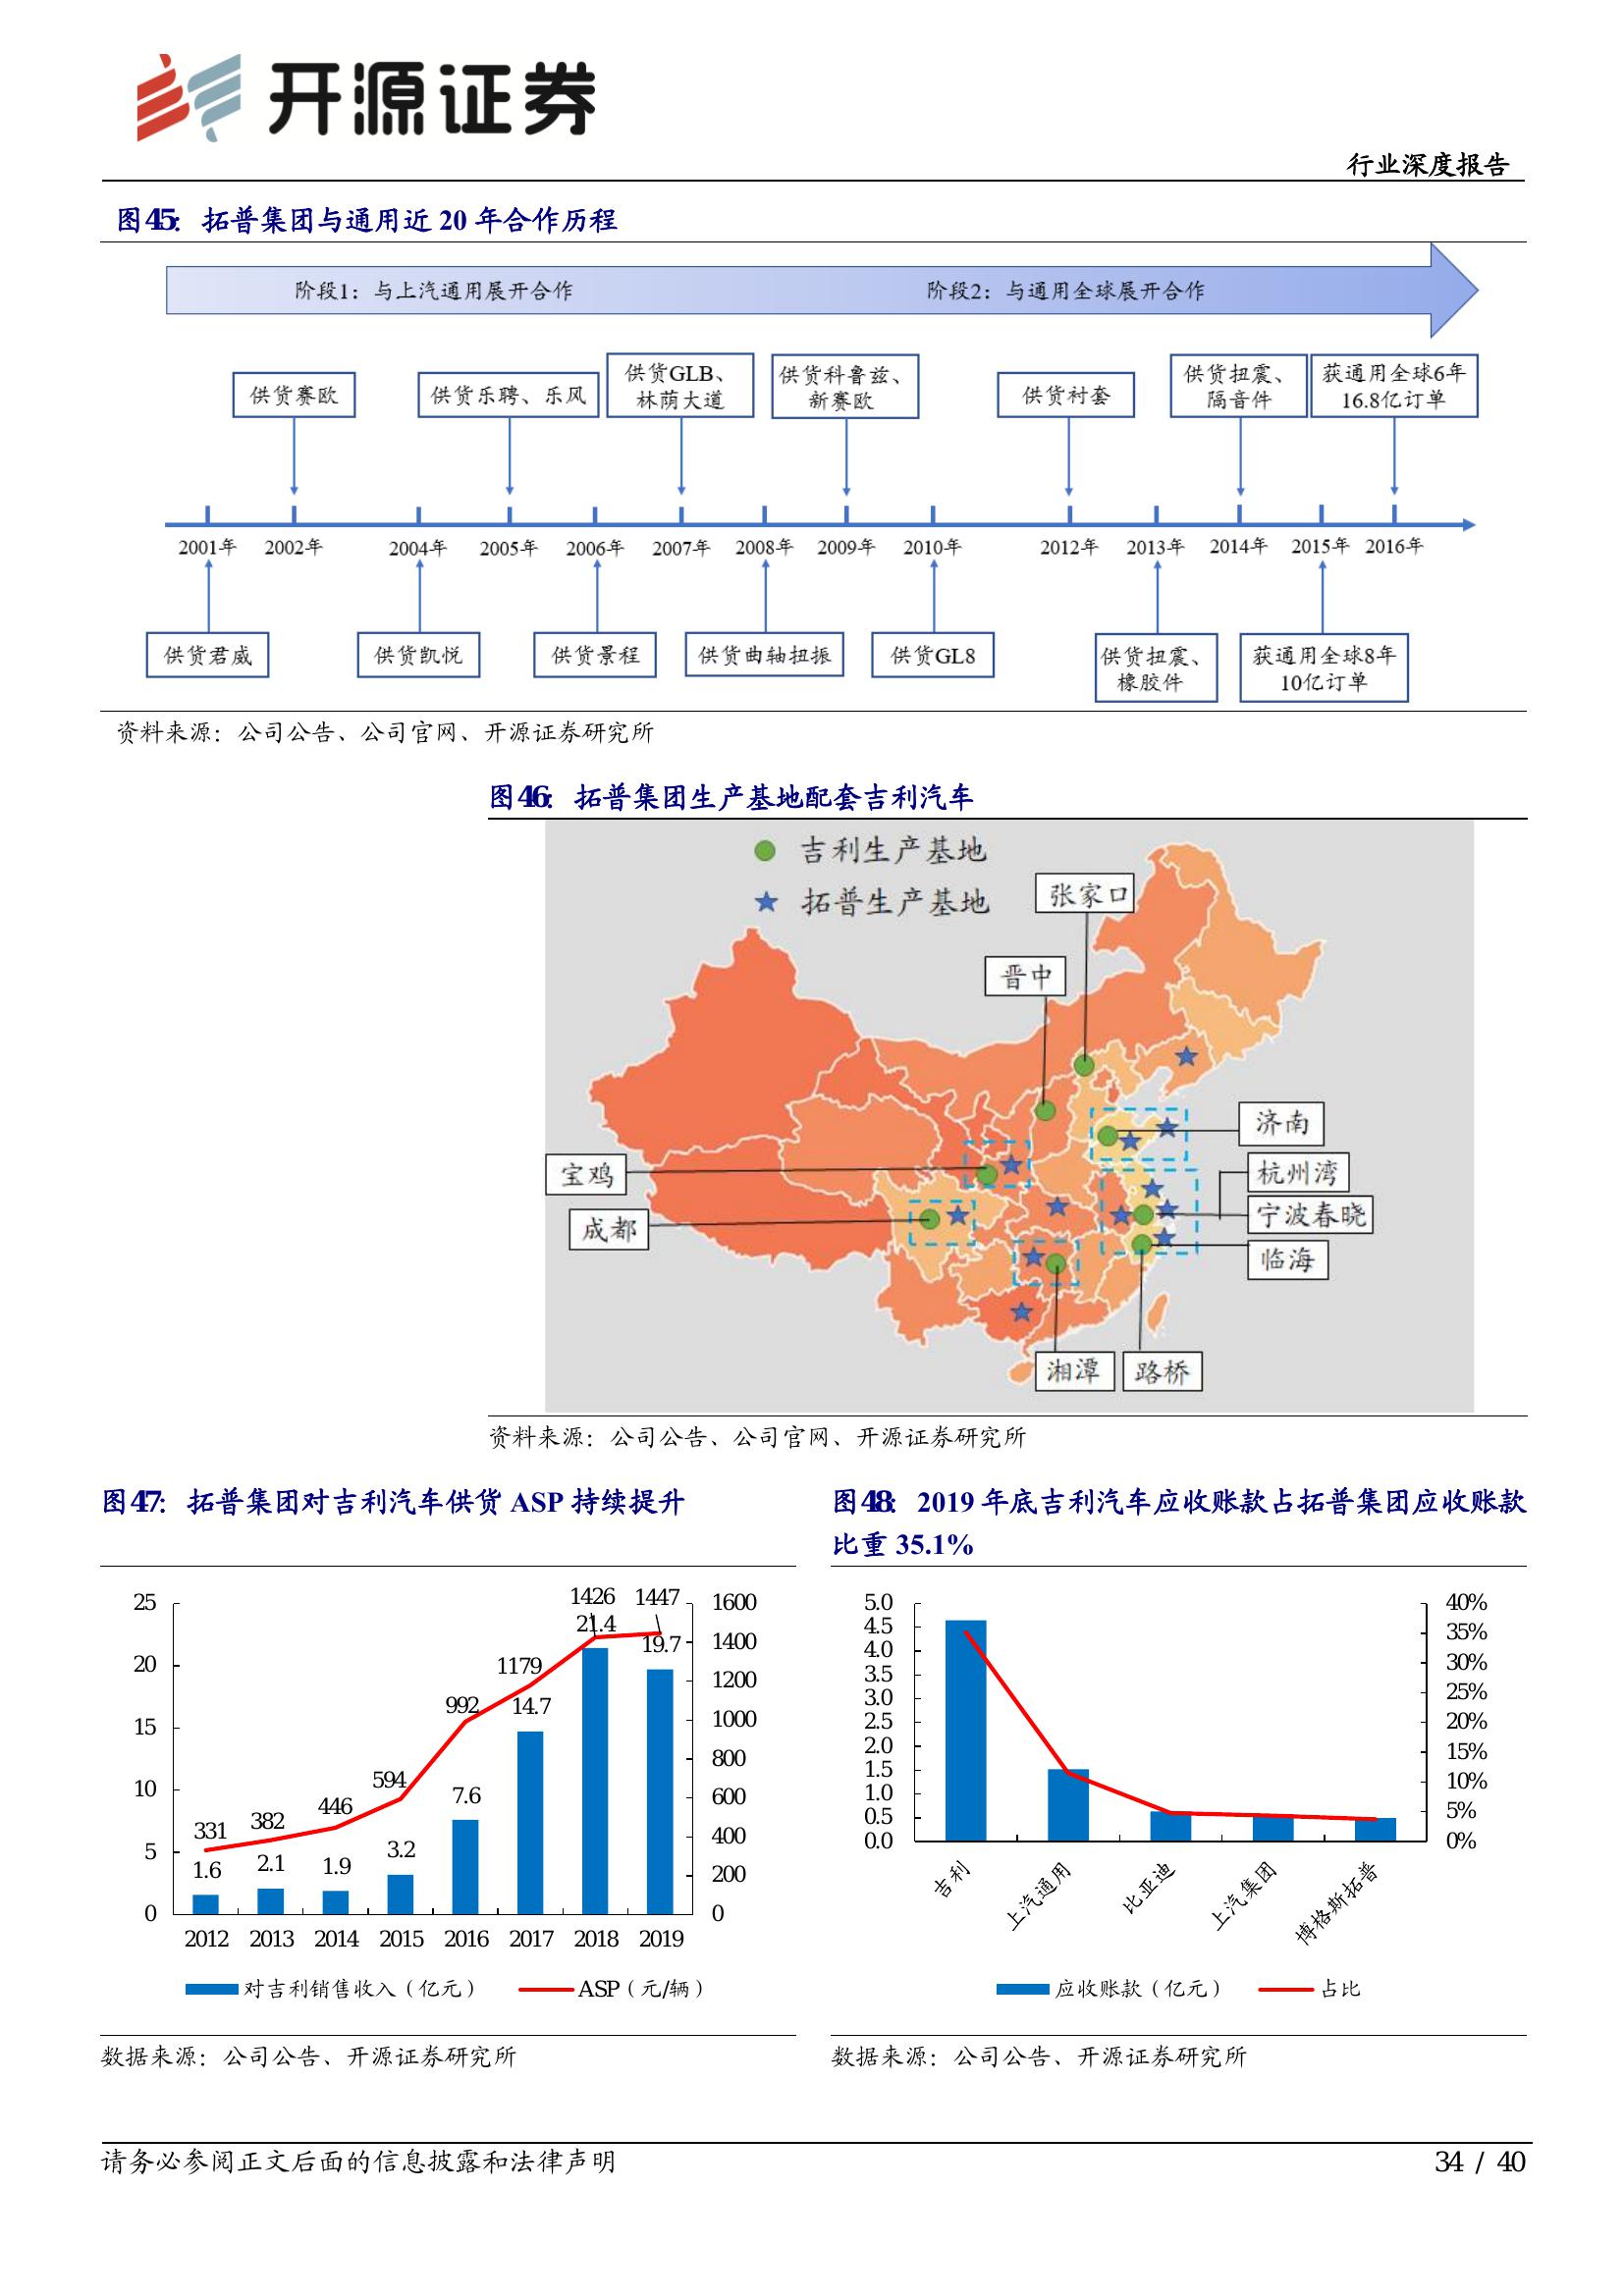 开源证券
行业深度报告
图45：拓普集团与通用近 20 年合作历程
阶段1：与上汽通用展开合作
阶段2：与通用全球展开合作
供货赛欧
供货乐聘、乐风
供货GLB、
林荫大道
供货科鲁兹、
新赛欧
供货衬套
供货扭震、
隔音件
获通用全球6年
16.8亿订单
2001年 2002年 2004年 2005年 2006年 2007年 2008年 2009年 2010年 2012年 2013年 2014年 2015年 2016年
供货君威
供货凯悦
供货景程
供货曲轴扭振
供货GL8
供货扭震、
橡胶件
获通用全球8年
10亿订单
资料来源：公司公告、公司官网、开源证券研究所
图46：拓普集团生产基地配套吉利汽车
吉利生产基地
拓普生产基地
张家口
晋中
济南
宝鸡
杭州湾
成都
宁波春晓
临海
湘潭
路桥
资料来源：公司公告、公司官网、开源证券研究所
图47：拓普集团对吉利汽车供货 ASP 持续提升
25
20
15
10
5
0
331
382
446
594
992
1179
1426
1447
1.6
2.1
1.9
3.2
7.6
14.7
21.4
19.7
1600
1400
1200
1000
800
600
400
200
0
2012 2013 2014 2015 2016 2017 2018 2019
对吉利销售收入（亿元） ASP（元/辆）
数据来源：公司公告、开源证券研究所
图48：2019 年底吉利汽车应收账款占拓普集团应收账款
比重 35.1%
5.0
4.5
4.0
3.5
3.0
2.5
2.0
1.5
1.0
0.5
0.0
40%
35%
30%
25%
20%
15%
10%
5%
0%
吉利
上汽通用
比亚迪
上汽集团
博格斯拓普
应收账款（亿元） 占比
数据来源：公司公告、开源证券研究所
请务必参阅正文后面的信息披露和法律声明
34 / 40